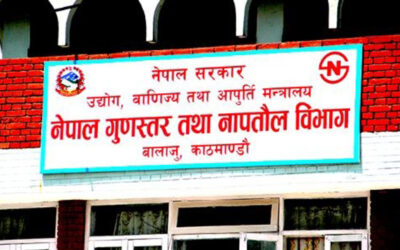 नेपाल सरकार
उद्योग, वाणिज्य तथा आपुर्ति मन्त्रालय
नेपाल गुणस्तर तथा नापतौल विभाग
बालाजु, काठमाण्डौ